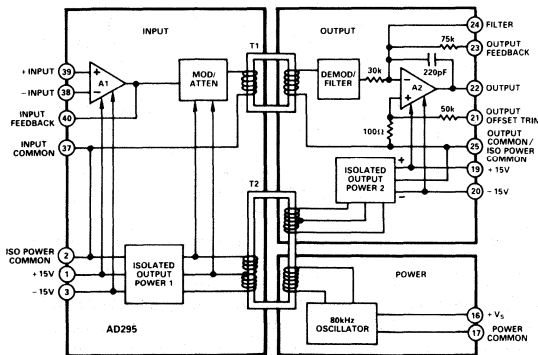 INPUT
OUTPUT
T1
+ INPUT 39
- INPUT 38
INPUT
FEEDBACK 40
INPUT
COMMON 37
+
A1
-
MOD/
ATTEN
DEMOD/
FILTER
30k
-
A2
+
220pF
75k
50k
100Ω
24 FILTER
23 OUTPUT
FEEDBACK
22 OUTPUT
21 OUTPUT
OFFSET TRIM
25 OUTPUT
COMMON/
ISO POWER
COMMON
19 + 15V
20 - 15V
ISOLATED
OUTPUT
POWER 2
+
-
T2
ISO POWER
COMMON 2
+ 15V 1
- 15V 3
ISOLATED
OUTPUT
POWER 1
AD295
POWER
80kHz
OSCILLATOR
16 + VS
17 POWER
COMMON